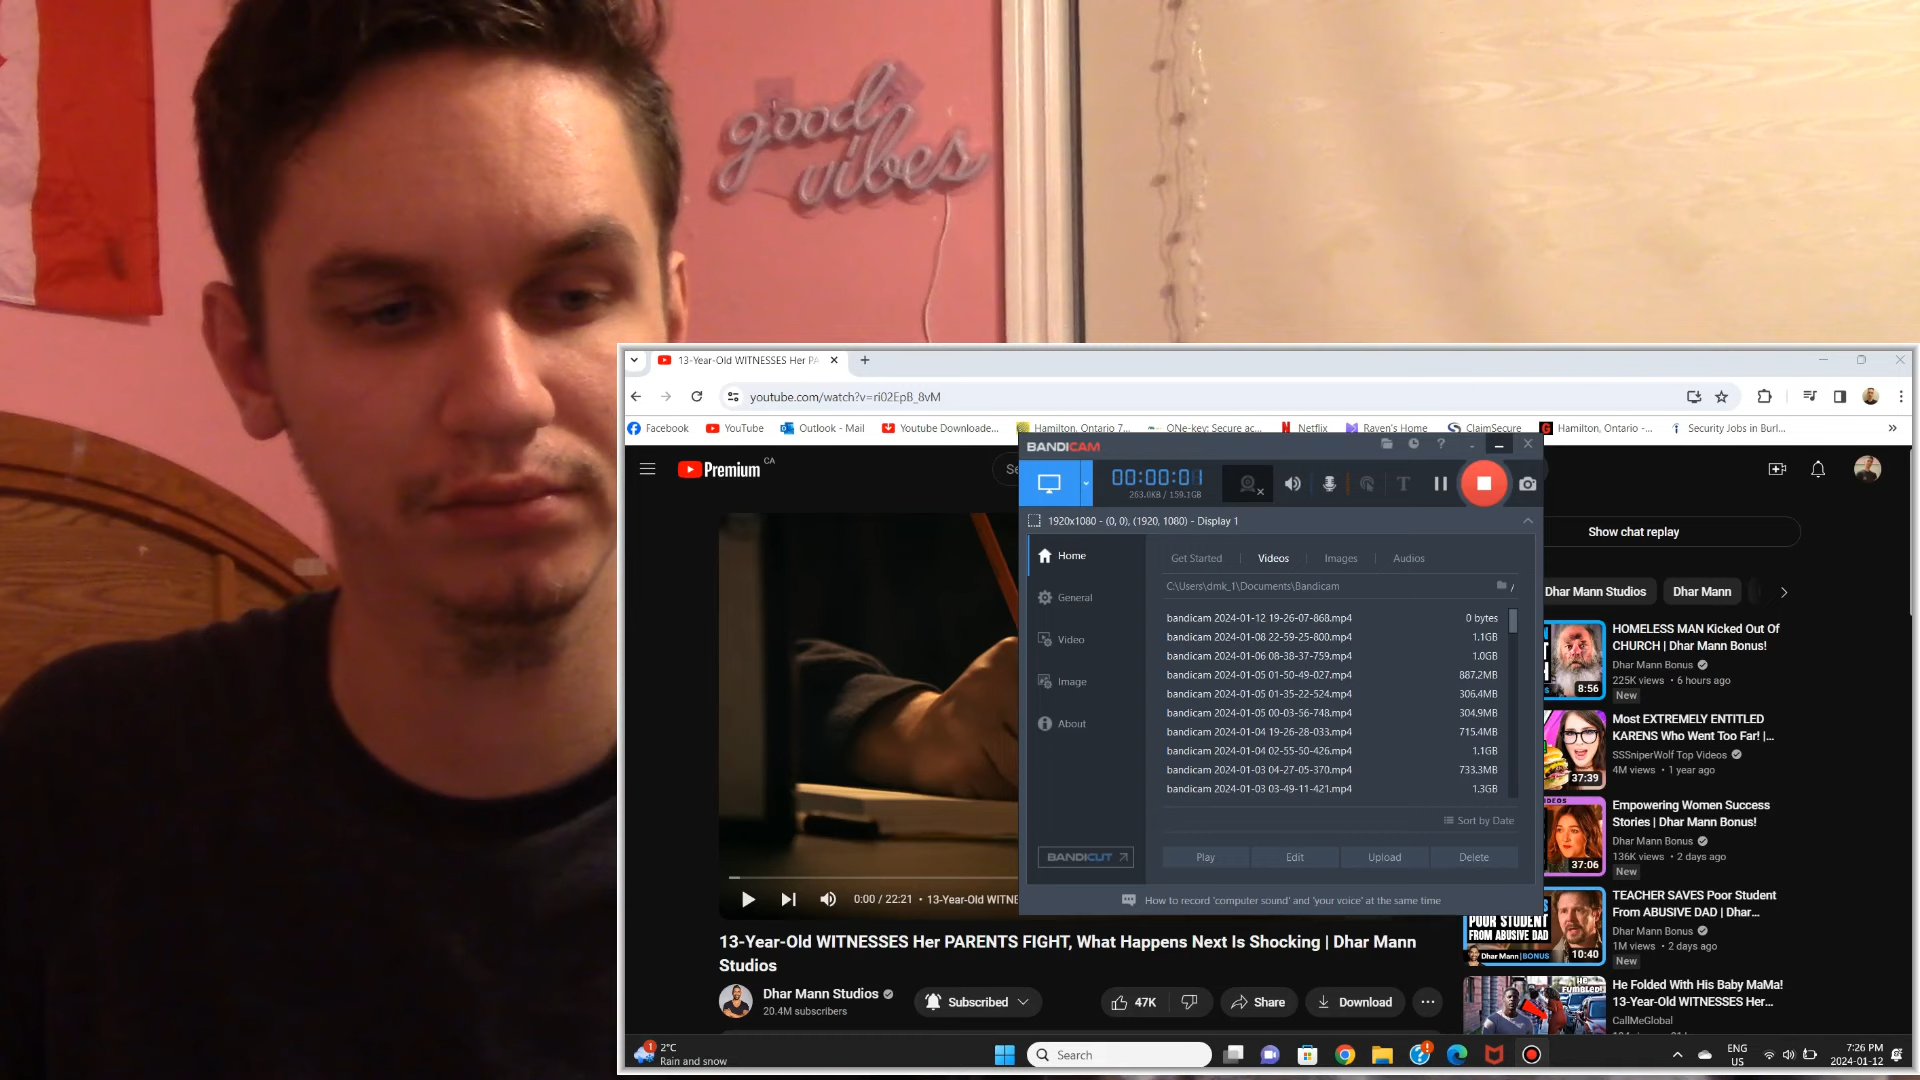 good
vibes
13-Year-Old WITNESSES Her PA
youtube.com/watch?v=ri02EpB_8vM
Facebook
YouTube
Outlook - Mail
Youtube Downloade...
Hamilton, Ontario 7...
ONe-key: Secure ac...
Netflix
Raven's Home
ClaimSecure
Hamilton, Ontario -...
Security Jobs in Burl...
Premium CA
Se
BANDICAM
00:00:01
263.0KB / 159.1GB
1920x1080 - (0, 0), (1920, 1080) - Display 1
Home
General
Video
Image
About
BANDICUT
Get Started
Videos
Images
Audios
C:\Users\dmk_1\Documents\Bandicam
bandicam 2024-01-12 19-26-07-868.mp4 0 bytes
bandicam 2024-01-08 22-59-25-800.mp4 1.1GB
bandicam 2024-01-06 08-38-37-759.mp4 1.0GB
bandicam 2024-01-05 01-50-49-027.mp4 887.2MB
bandicam 2024-01-05 01-35-22-524.mp4 306.4MB
bandicam 2024-01-05 00-03-56-748.mp4 304.9MB
bandicam 2024-01-04 19-26-28-033.mp4 715.4MB
bandicam 2024-01-04 02-55-50-426.mp4 1.1GB
bandicam 2024-01-03 04-27-05-370.mp4 733.3MB
bandicam 2024-01-03 03-49-11-421.mp4 1.3GB
Sort by Date
Play
Edit
Upload
Delete
How to record 'computer sound' and 'your voice' at the same time
Show chat replay
Dhar Mann Studios
Dhar Mann
HOMELESS MAN Kicked Out Of
CHURCH | Dhar Mann Bonus!
Dhar Mann Bonus
225K views • 6 hours ago
New
8:56
Most EXTREMELY ENTITLED
KARENS Who Went Too Far! |...
SSSniperWolf Top Videos
4M views • 1 year ago
37:39
Empowering Women Success
Stories | Dhar Mann Bonus!
Dhar Mann Bonus
136K views • 2 days ago
New
37:06
TEACHER SAVES Poor Student
From ABUSIVE DAD | Dhar...
Dhar Mann Bonus
1M views • 2 days ago
New
POOR STUDENT
FROM ABUSIVE DAD
Dhar Mann | BONUS
10:40
He Folded With His Baby MaMa!
13-Year-Old WITNESSES Her...
CallMeGlobal
0:00 / 22:21 • 13-Year-Old WITNE
13-Year-Old WITNESSES Her PARENTS FIGHT, What Happens Next Is Shocking | Dhar Mann
Studios
Dhar Mann Studios
20.4M subscribers
Subscribed
47K
Share
Download
1
2°C
Rain and snow
Search
ENG
US
7:26 PM
2024-01-12